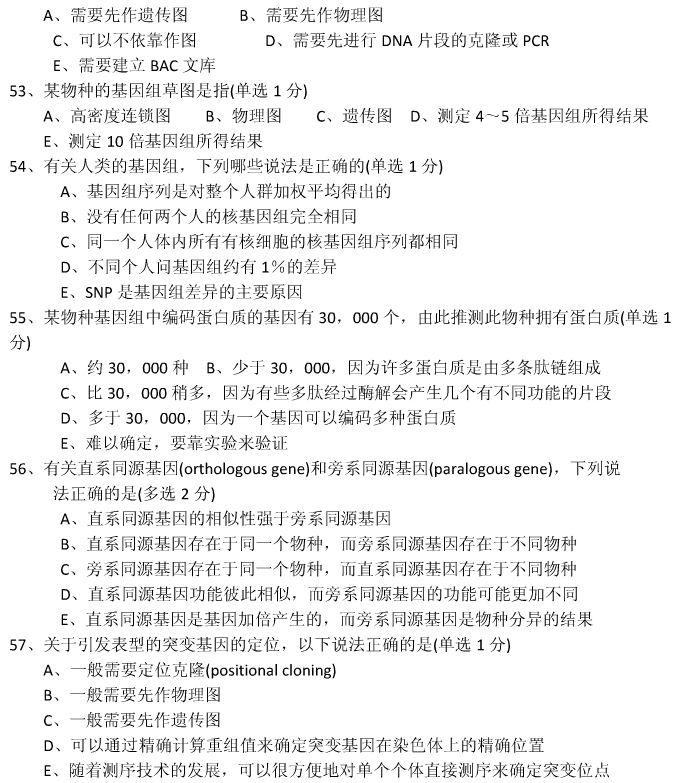 A、需要先作遗传图 B、需要先作物理图
C、可以不依靠作图 D、需要先进行 DNA 片段的克隆或 PCR
E、需要建立 BAC 文库
53、某物种的基因组草图是指(单选 1 分)
A、高密度连锁图 B、物理图 C、遗传图 D、测定 4～5 倍基因组所得结果
E、测定 10 倍基因组所得结果
54、有关人类的基因组，下列哪些说法是正确的(单选 1 分)
A、基因组序列是对整个人群加权平均得出的
B、没有任何两个人的核基因组完全相同
C、同一个人体内所有有核细胞的核基因组序列都相同
D、不同个人问基因组约有 1％的差异
E、SNP 是基因组差异的主要原因
55、某物种基因组中编码蛋白质的基因有 30，000 个，由此推测此物种拥有蛋白质(单选 1
分)
A、约 30，000 种 B、少于 30，000，因为许多蛋白质是由多条肽链组成
C、比 30，000 稍多，因为有些多肽经过酶解会产生几个有不同功能的片段
D、多于 30，000，因为一个基因可以编码多种蛋白质
E、难以确定，要靠实验来验证
56、有关直系同源基因(orthologous gene)和旁系同源基因(paralogous gene)，下列说
法正确的是(多选 2 分)
A、直系同源基因的相似性强于旁系同源基因
B、直系同源基因存在于同一个物种，而旁系同源基因存在于不同物种
C、旁系同源基因存在于同一个物种，而直系同源基因存在于不同物种
D、直系同源基因功能彼此相似，而旁系同源基因的功能可能更加不同
E、直系同源基因是基因加倍产生的，而旁系同源基因是物种分异的结果
57、关于引发表型的突变基因的定位，以下说法正确的是(单选 1 分)
A、一般需要定位克隆(positional cloning)
B、一般需要先作物理图
C、一般需要先作遗传图
D、可以通过精确计算重组值来确定突变基因在染色体上的精确位置
E、随着测序技术的发展，可以很方便地对单个个体直接测序来确定突变位点